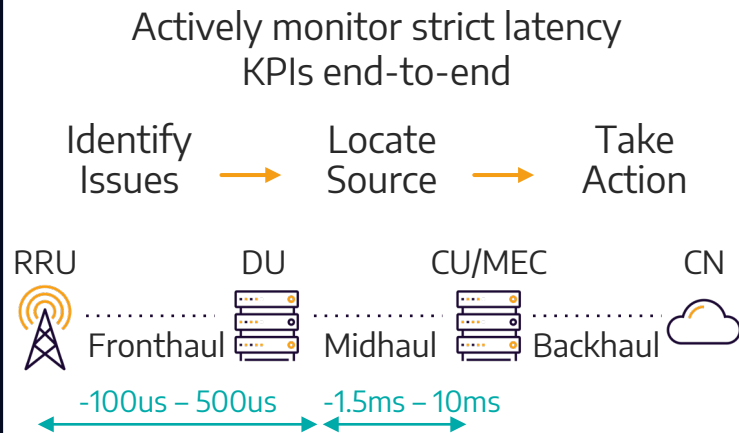 Actively monitor strict latency
KPIs end-to-end
Identify Issues
Locate Source
Take Action
RRU
DU
CU/MEC
CN
Fronthaul
Midhaul
Backhaul
-100us – 500us
-1.5ms – 10ms